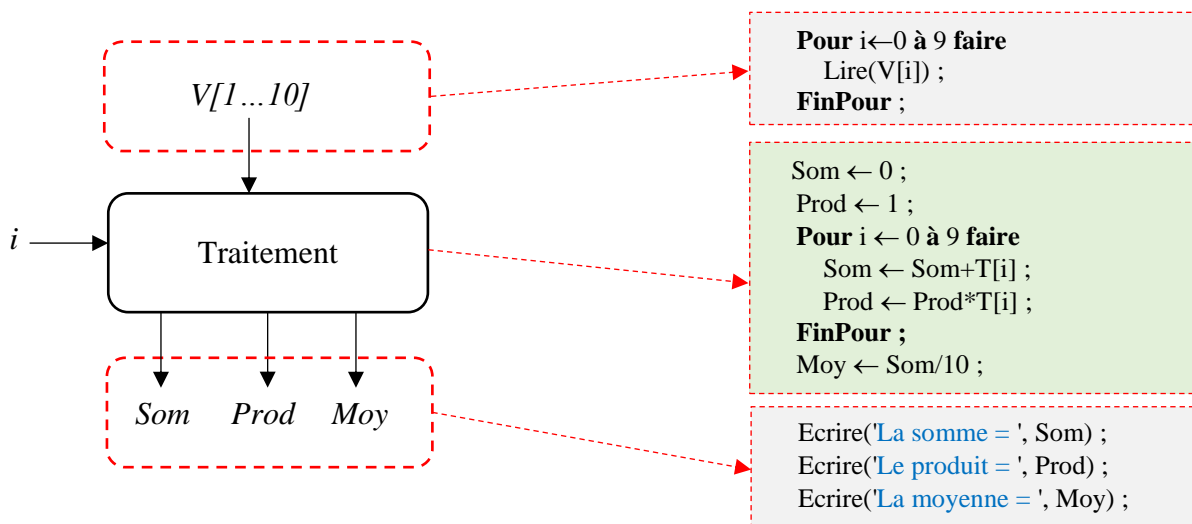 V[1…10]
i
Traitement
Som Prod Moy
Pour i←0 à 9 faire
Lire(V[i]) ;
FinPour ;
Som ← 0 ;
Prod ← 1 ;
Pour i ← 0 à 9 faire
Som ← Som+T[i] ;
Prod ← Prod*T[i] ;
FinPour ;
Moy ← Som/10 ;
Ecrire('La somme = ', Som) ;
Ecrire('Le produit = ', Prod) ;
Ecrire('La moyenne = ', Moy) ;